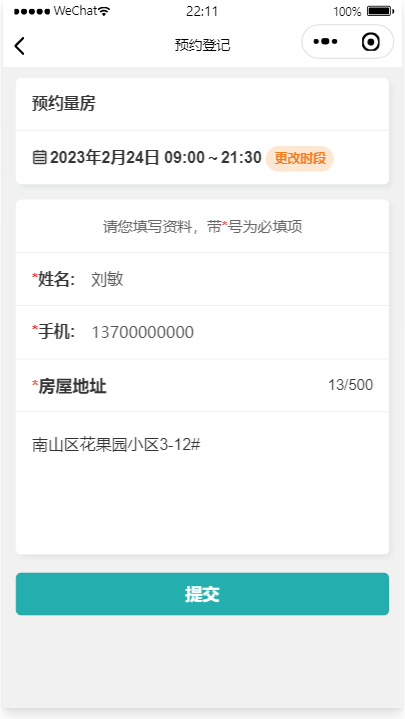 WeChat 22:11 100%
预约登记
预约量房
2023年2月24日 09:00 ~ 21:30 更改时段
请您填写资料，带*号为必填项
*姓名: 刘敏
*手机: 13700000000
*房屋地址 13/500
南山区花果园小区3-12#
提交